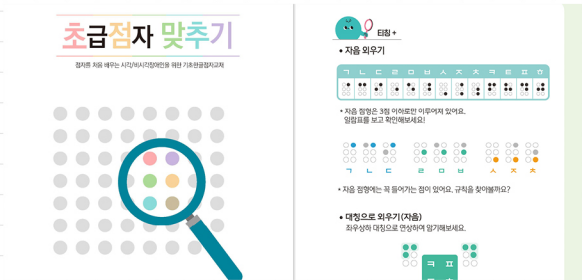 초급점자 맞추기
점자를 처음 배우는 시각/비시각장애인을 위한 기초한글점자교재
티칭 +
• 자음 외우기
ㄱ ㄴ ㄷ ㄹ ㅁ ㅂ ㅅ ㅈ ㅊ ㅋ ㅌ ㅍ ㅎ
* 자음 점형은 3점 이하로만 이루어져 있어요.
일람표를 보고 확인해보세요!
ㄱ ㄴ ㄷ ㄹ ㅁ ㅂ ㅅ ㅈ ㅊ
* 자음 점형에는 꼭 들어가는 점이 있어요, 규칙을 찾아볼까요?
• 대칭으로 외우기(자음)
좌우상하 대칭으로 연상하여 암기해보세요.
ㅋ ㅍ